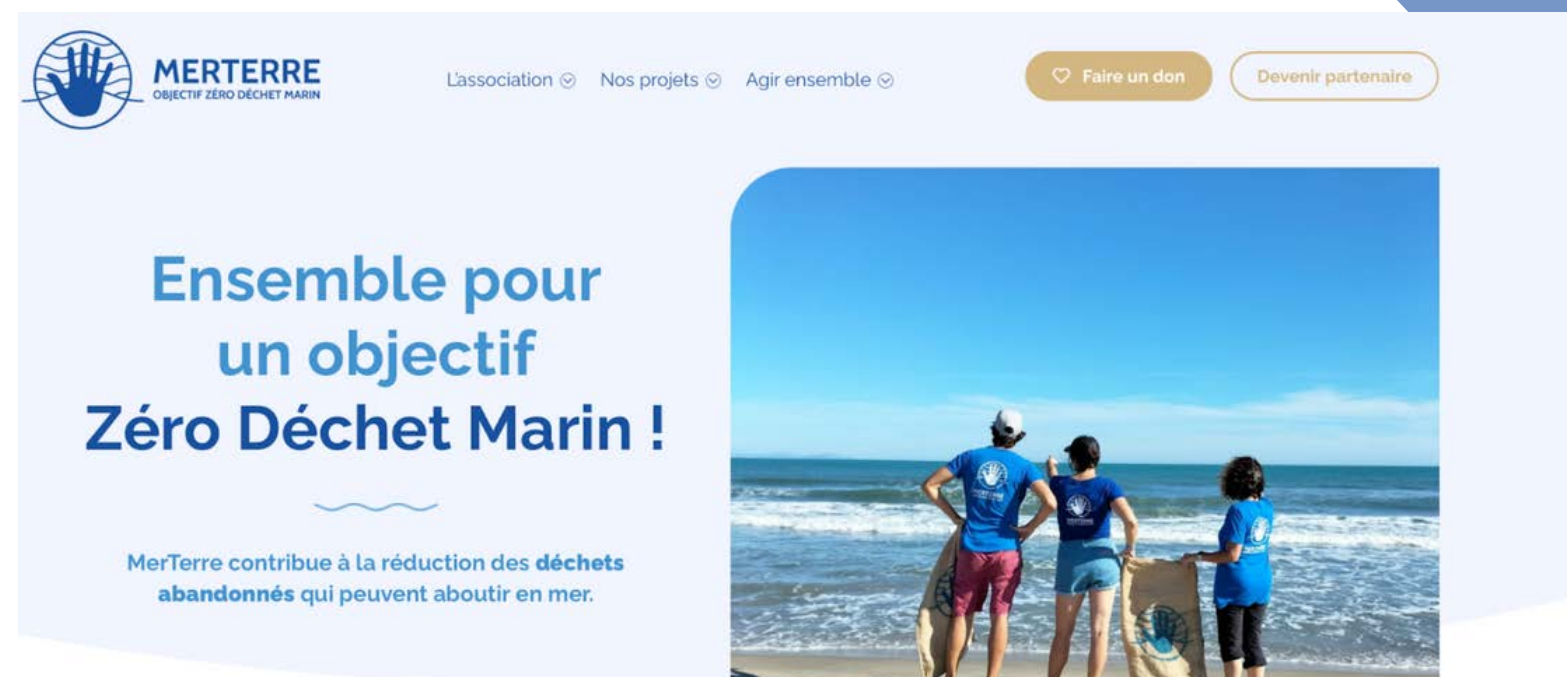 MERTERRE
OBJECTIF ZÉRO DÉCHET MARIN
L'association
Nos projets
Agir ensemble
Faire un don
Devenir partenaire
Ensemble pour
un objectif
Zéro Déchet Marin !
MerTerre contribue à la réduction des déchets
abandonnés qui peuvent aboutir en mer.
MERTERRE